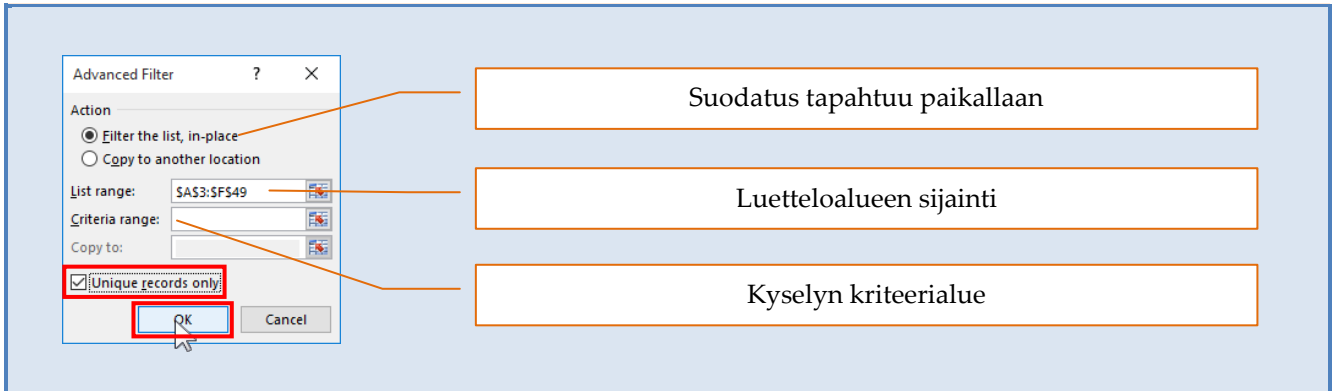 Advanced Filter ? ×
Action
Filter the list, in-place
Copy to another location
List range: $A$3:$F$49
Criteria range:
Copy to:
Unique records only
OK Cancel
Suodatus tapahtuu paikallaan
Luetteloalueen sijainti
Kyselyn kriteerialue